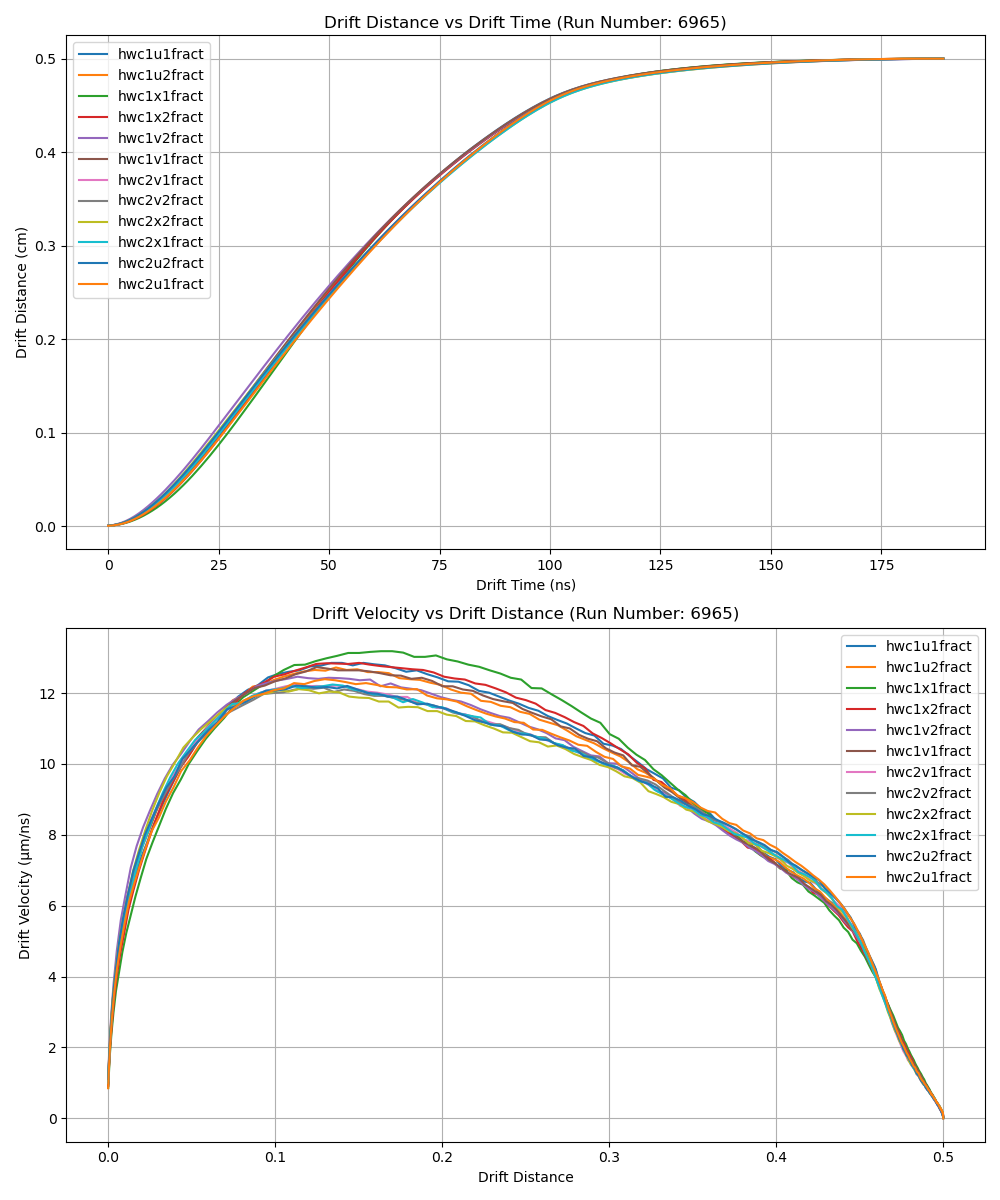 Drift Distance vs Drift Time (Run Number: 6965)
hwc1u1fract
hwc1u2fract
hwc1x1fract
hwc1x2fract
hwc1v2fract
hwc1v1fract
hwc2v1fract
hwc2v2fract
hwc2x2fract
hwc2x1fract
hwc2u2fract
hwc2u1fract
0.5
0.4
0.3
0.2
0.1
0.0
Drift Distance (cm)
0 25 50 75 100 125 150 175
Drift Time (ns)
Drift Velocity vs Drift Distance (Run Number: 6965)
hwc1u1fract
hwc1u2fract
hwc1x1fract
hwc1x2fract
hwc1v2fract
hwc1v1fract
hwc2v1fract
hwc2v2fract
hwc2x2fract
hwc2x1fract
hwc2u2fract
hwc2u1fract
12
10
8
6
4
2
0
Drift Velocity (μm/ns)
0.0 0.1 0.2 0.3 0.4 0.5
Drift Distance